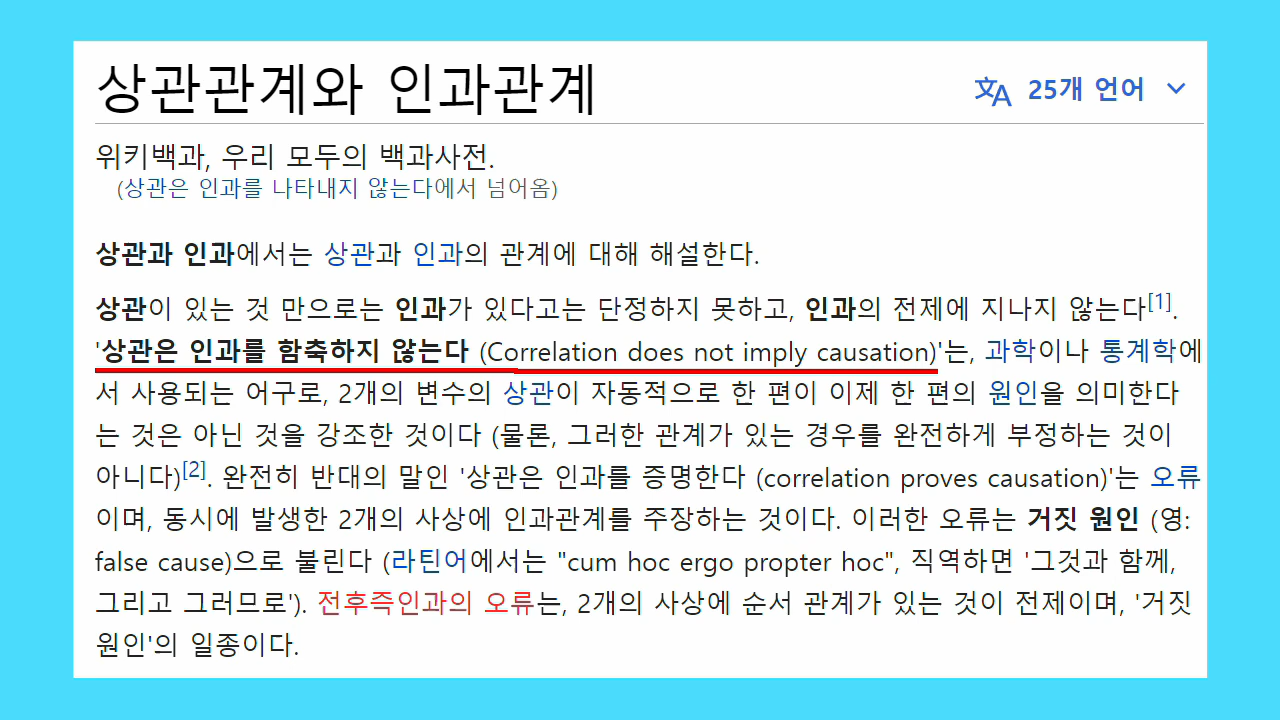 상관관계와 인과관계
25개 언어
위키백과, 우리 모두의 백과사전.
(상관은 인과를 나타내지 않는다에서 넘어옴)
상관과 인과에서는 상관과 인과의 관계에 대해 해설한다.
상관이 있는 것 만으로는 인과가 있다고는 단정하지 못하고, 인과의 전제에 지나지 않는다[1].
'상관은 인과를 함축하지 않는다 (Correlation does not imply causation)'는, 과학이나 통계학에
서 사용되는 어구로, 2개의 변수의 상관이 자동적으로 한 편이 이제 한 편의 원인을 의미한다
는 것은 아닌 것을 강조한 것이다 (물론, 그러한 관계가 있는 경우를 완전하게 부정하는 것이
아니다)[2]. 완전히 반대의 말인 '상관은 인과를 증명한다 (correlation proves causation)'는 오류
이며, 동시에 발생한 2개의 사상에 인과관계를 주장하는 것이다. 이러한 오류는 거짓 원인 (영:
false cause)으로 불린다 (라틴어에서는 "cum hoc ergo propter hoc", 직역하면 '그것과 함께,
그리고 그러므로'). 전후즉인과의 오류는, 2개의 사상에 순서 관계가 있는 것이 전제이며, '거짓
원인'의 일종이다.